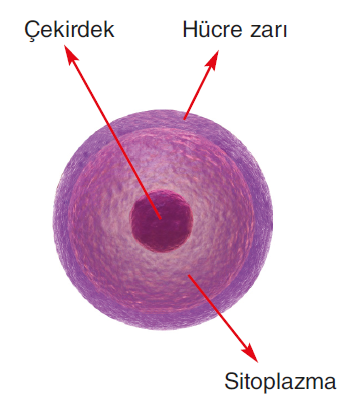 Çekirdek
Hücre zarı
Sitoplazma